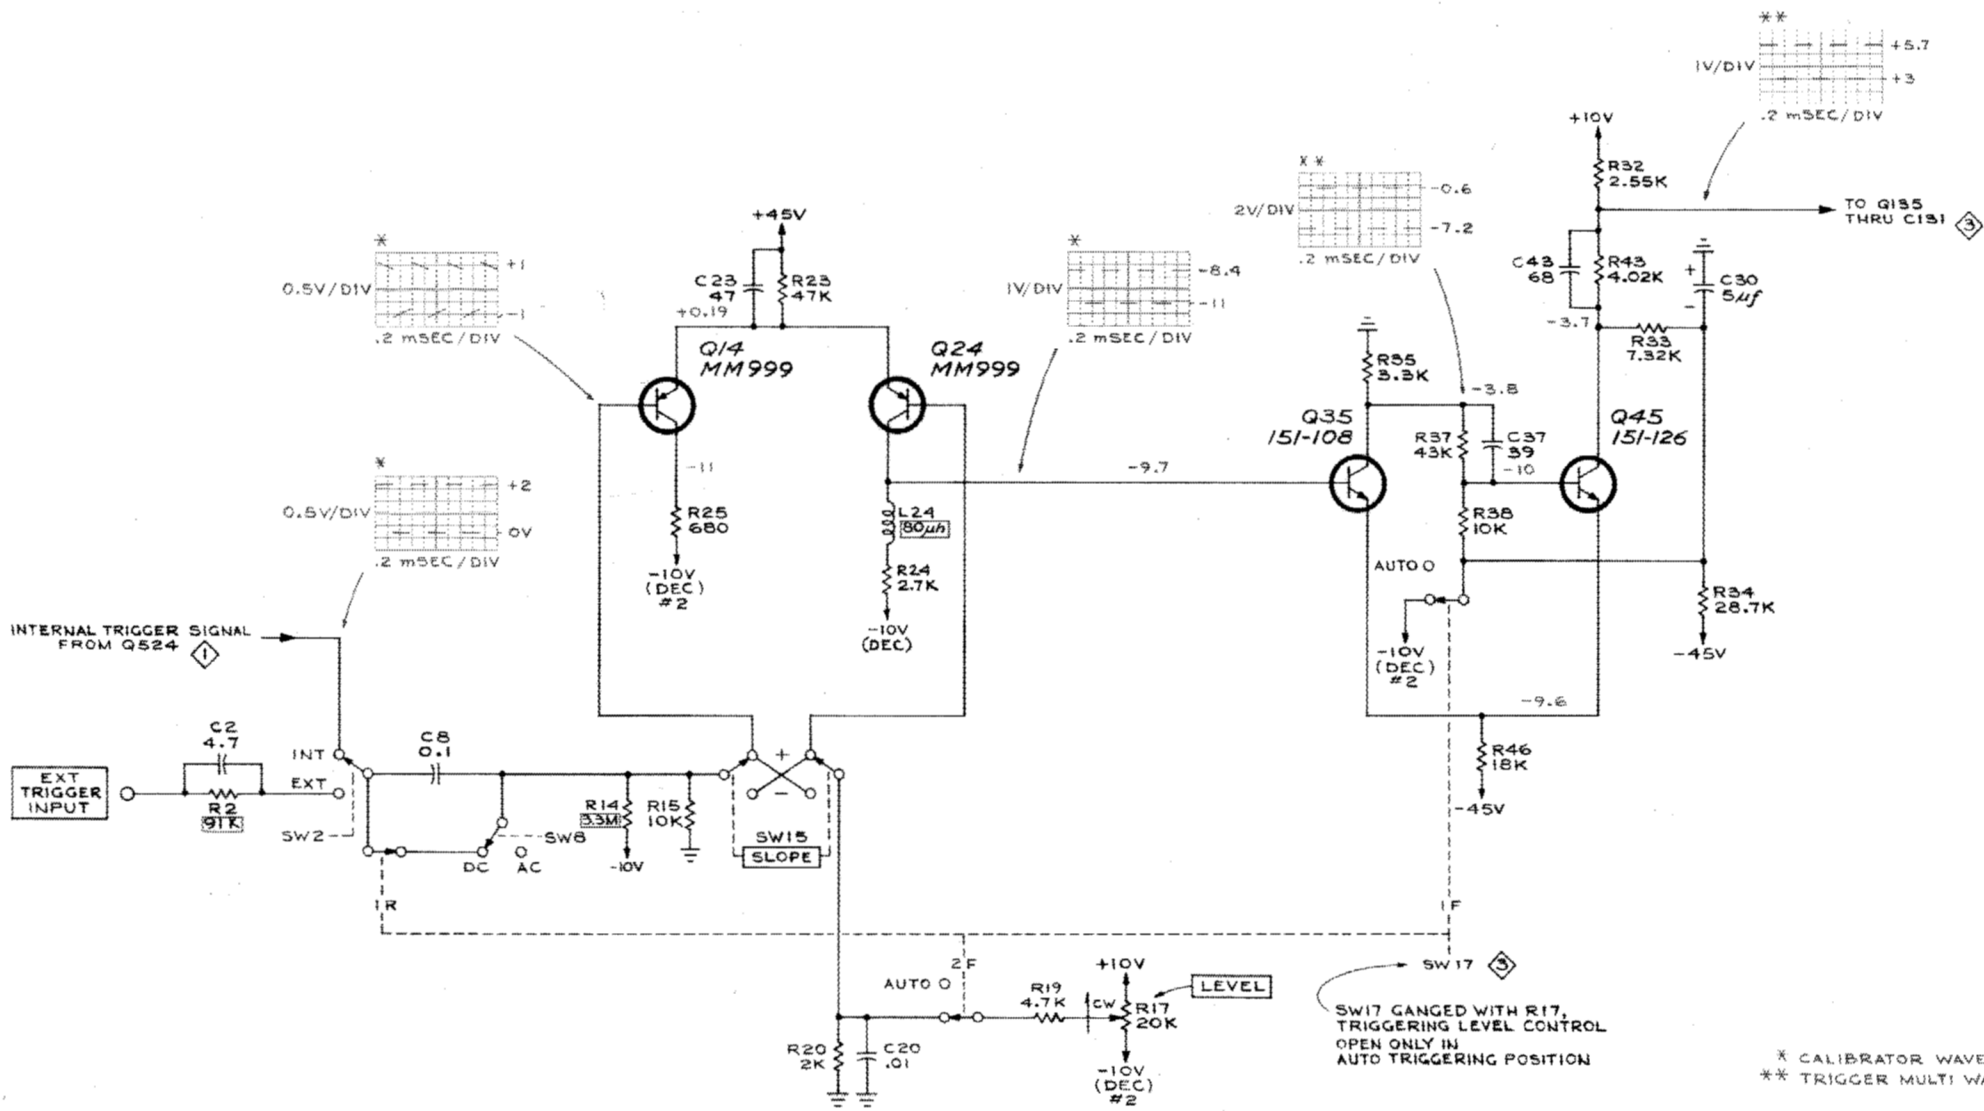 **
+5.7
1V/DIV
+3
.2 mSEC/DIV
+10V
R32
2.55K
TO Q135
THRU C131
3
**
-0.6
2V/DIV
-7.2
.2 mSEC/DIV
+45V
*
+1
0.5V/DIV
-1
.2 mSEC/DIV
C23
47
R23
47K
+0.19
*
-8.4
1V/DIV
-11
.2 mSEC/DIV
C43
68
R43
4.02K
+
C30
5µf
-
-3.7
R33
7.32K
Q14
MM999
Q24
MM999
R35
3.3K
-3.8
Q35
151-108
R37
43K
C37
39
-10
Q45
151-126
*
+2
0.5V/DIV
0V
.2 mSEC/DIV
-11
-9.7
R25
680
L24
80µh
R38
10K
-10V
(DEC)
#2
R24
2.7K
-10V
(DEC)
AUTO
R34
28.7K
-45V
-10V
(DEC)
#2
INTERNAL TRIGGER SIGNAL
FROM Q524
1
-9.6
R46
18K
-45V
C2
4.7
INT
C8
0.1
+
-
EXT
TRIGGER
INPUT
R2
91K
EXT
SW2
R14
3.3M
-10V
R15
10K
SW8
DC
AC
SW15
SLOPE
1R
1F
2F
AUTO
R19
4.7K
CW
+10V
R17
20K
LEVEL
-10V
(DEC)
#2
R20
2K
C20
.01
SW17
3
SW17 GANGED WITH R17,
TRIGGERING LEVEL CONTROL
OPEN ONLY IN
AUTO TRIGGERING POSITION
* CALIBRATOR WAVE
** TRIGGER MULTI WA